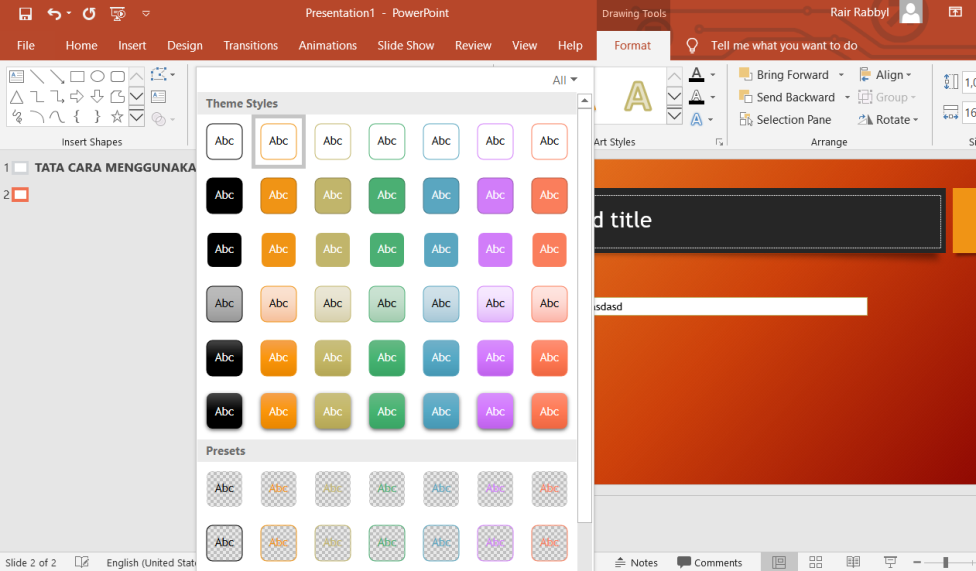 Presentation1 - PowerPoint
Drawing Tools
Rair Rabbyl
File Home Insert Design Transitions Animations Slide Show Review View Help Format Tell me what you want to do
All
Bring Forward Align
Send Backward Group
Selection Pane Rotate
Insert Shapes
Art Styles
Arrange
Theme Styles
Abc Abc Abc Abc Abc Abc Abc
Abc Abc Abc Abc Abc Abc Abc
Abc Abc Abc Abc Abc Abc Abc
Abc Abc Abc Abc Abc Abc Abc
Abc Abc Abc Abc Abc Abc Abc
Abc Abc Abc Abc Abc Abc Abc
Presets
Abc Abc Abc Abc Abc Abc Abc
Abc Abc Abc Abc Abc Abc Abc
1 TATA CARA MENGGUNAKA
2
d title
asdasd
Slide 2 of 2 English (United State Notes Comments